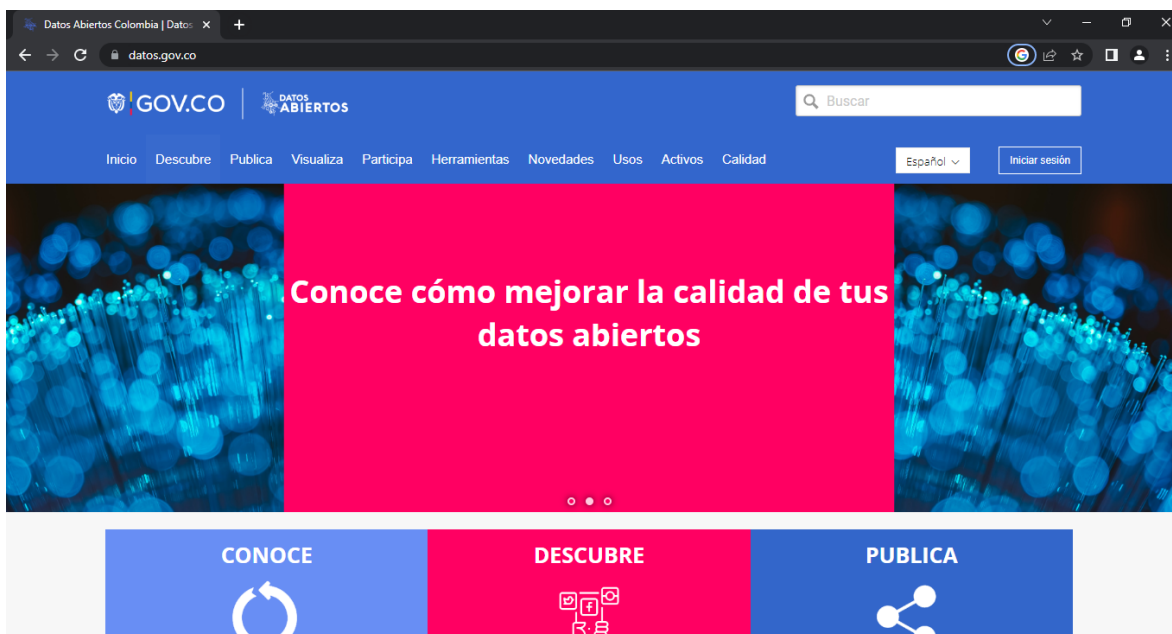 Datos Abiertos Colombia | Datos
datos.gov.co
GOV.CO
DATOS
ABIERTOS
Buscar
Inicio Descubre Publica Visualiza Participa Herramientas Novedades Usos Activos Calidad
Español
Iniciar sesión
Conoce cómo mejorar la calidad de tus
datos abiertos
CONOCE
DESCUBRE
PUBLICA